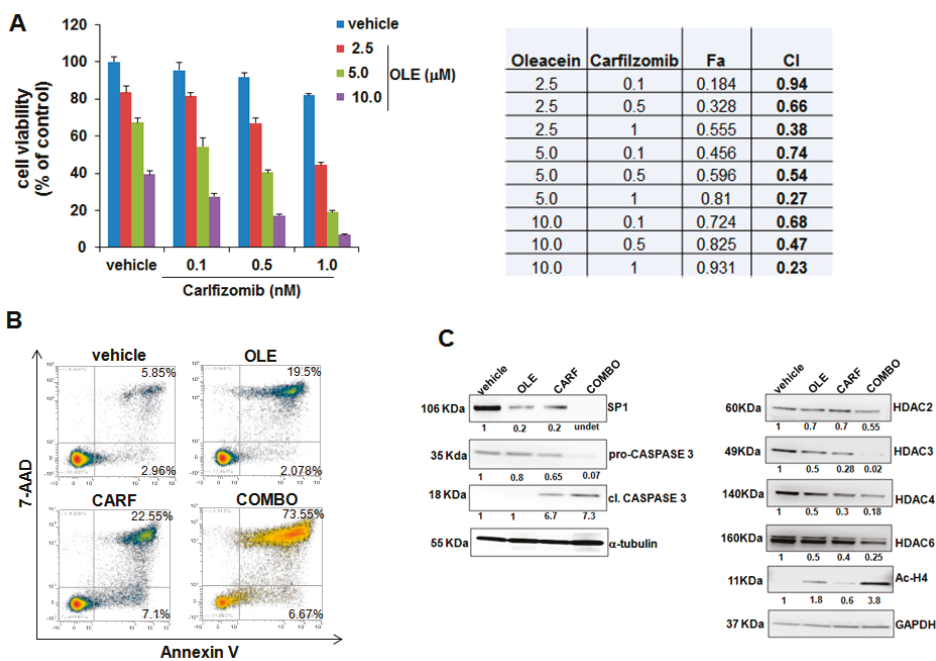 A
vehicle
2.5
5.0
10.0
OLE (µM)
cell viability
(% of control)
120
100
80
60
40
20
0
vehicle 0.1 0.5 1.0
Carlfizomib (nM)
Oleacein Carfilzomib Fa CI
2.5 0.1 0.184 0.94
2.5 0.5 0.328 0.66
2.5 1 0.555 0.38
5.0 0.1 0.456 0.74
5.0 0.5 0.596 0.54
5.0 1 0.81 0.27
10.0 0.1 0.724 0.68
10.0 0.5 0.825 0.47
10.0 1 0.931 0.23
B
vehicle OLE
5.85% 19.5%
2.96% 2.078%
CARF COMBO
22.55% 73.55%
7.1% 6.67%
7-AAD
Annexin V
C
vehicle OLE CARF COMBO
106 KDa SP1
1 0.2 0.2 undet
35 Kda pro-CASPASE 3
1 0.8 0.65 0.07
18 KDa cl. CASPASE 3
1 1 6.7 7.3
55 KDa α-tubulin
vehicle OLE CARF COMBO
60KDa HDAC2
1 0.7 0.7 0.55
49KDa HDAC3
1 0.5 0.28 0.02
140KDa HDAC4
1 0.5 0.3 0.18
160KDa HDAC6
1 0.5 0.4 0.25
11KDa Ac-H4
1 1.8 0.6 3.8
37 KDa GAPDH